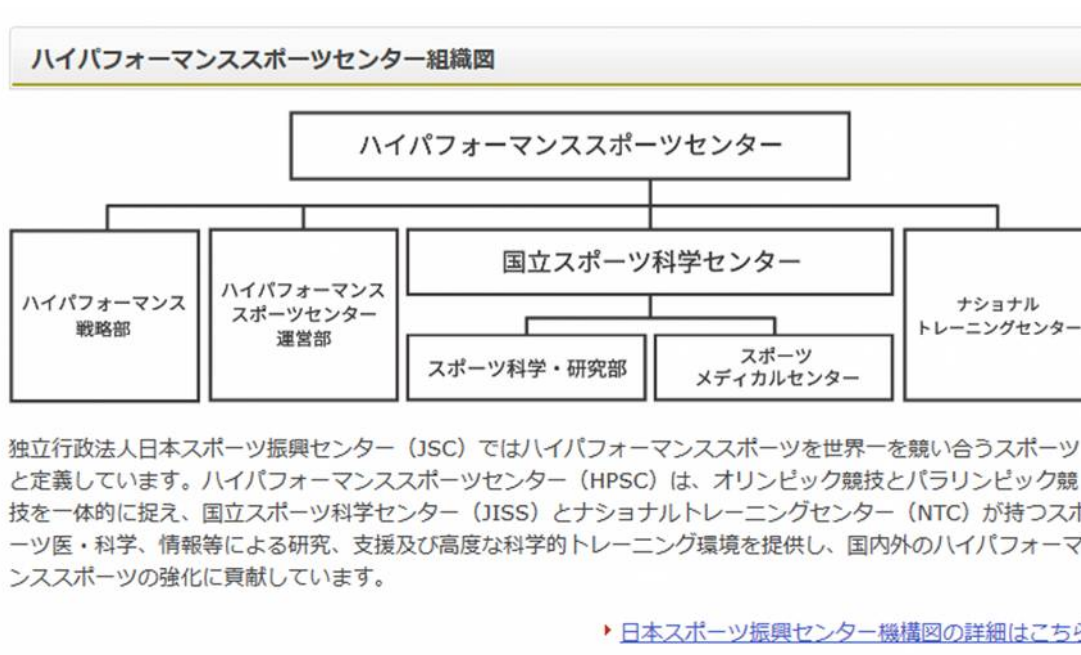 ハイパフォーマンススポーツセンター組織図
ハイパフォーマンススポーツセンター
ハイパフォーマンス
戦略部
ハイパフォーマンス
スポーツセンター
運営部
国立スポーツ科学センター
スポーツ科学・研究部
スポーツ
メディカルセンター
ナショナル
トレーニングセンター
独立行政法人日本スポーツ振興センター（JSC）ではハイパフォーマンススポーツを世界一を競い合うスポーツ
と定義しています。ハイパフォーマンススポーツセンター（HPSC）は、オリンピック競技とパラリンピック競
技を一体的に捉え、国立スポーツ科学センター（JISS）とナショナルトレーニングセンター（NTC）が持つスポ
ーツ医・科学、情報等による研究、支援及び高度な科学的トレーニング環境を提供し、国内外のハイパフォーマ
ンススポーツの強化に貢献しています。
日本スポーツ振興センター機構図の詳細はこちら